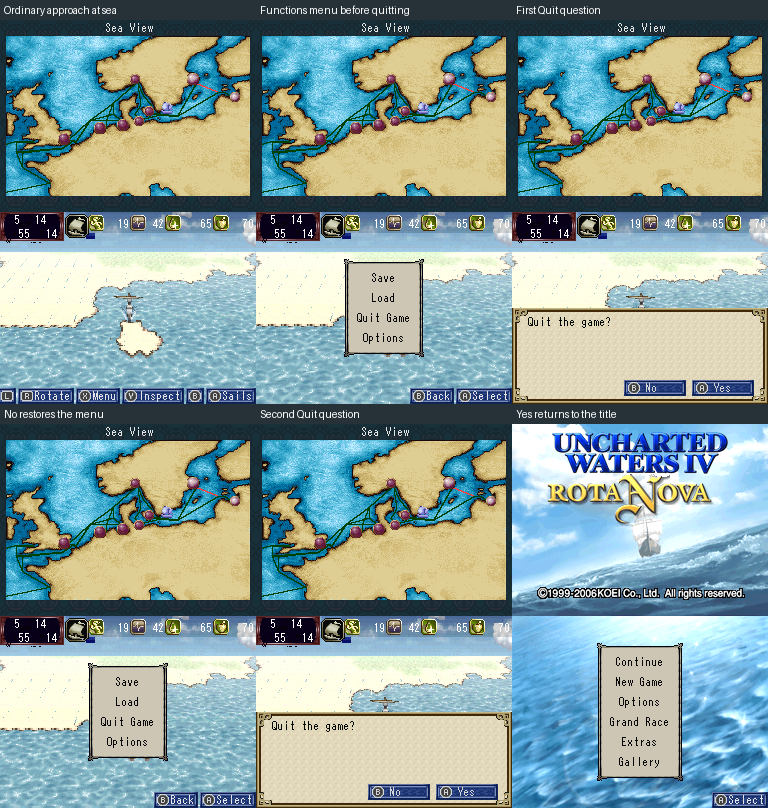 Ordinary approach at sea
Sea View
5 14
55 14
19 42 65 70
L R Rotate X Menu Y Inspect B A Sails
Functions menu before quitting
Sea View
5 14
55 14
19 42 65 70
Save
Load
Quit Game
Options
B Back A Select
First Quit question
Sea View
5 14
55 14
19 42 65 70
Quit the game?
B No A Yes
No restores the menu
Sea View
5 14
55 14
19 42 65 70
Save
Load
Quit Game
Options
B Back A Select
Second Quit question
Sea View
5 14
55 14
19 42 65 70
Quit the game?
B No A Yes
Yes returns to the title
UNCHARTED
WATERS IV
ROTA NOVA
©1999-2006KOEI Co., Ltd. All rights reserved.
Continue
New Game
Options
Grand Race
Extras
Gallery
A Select